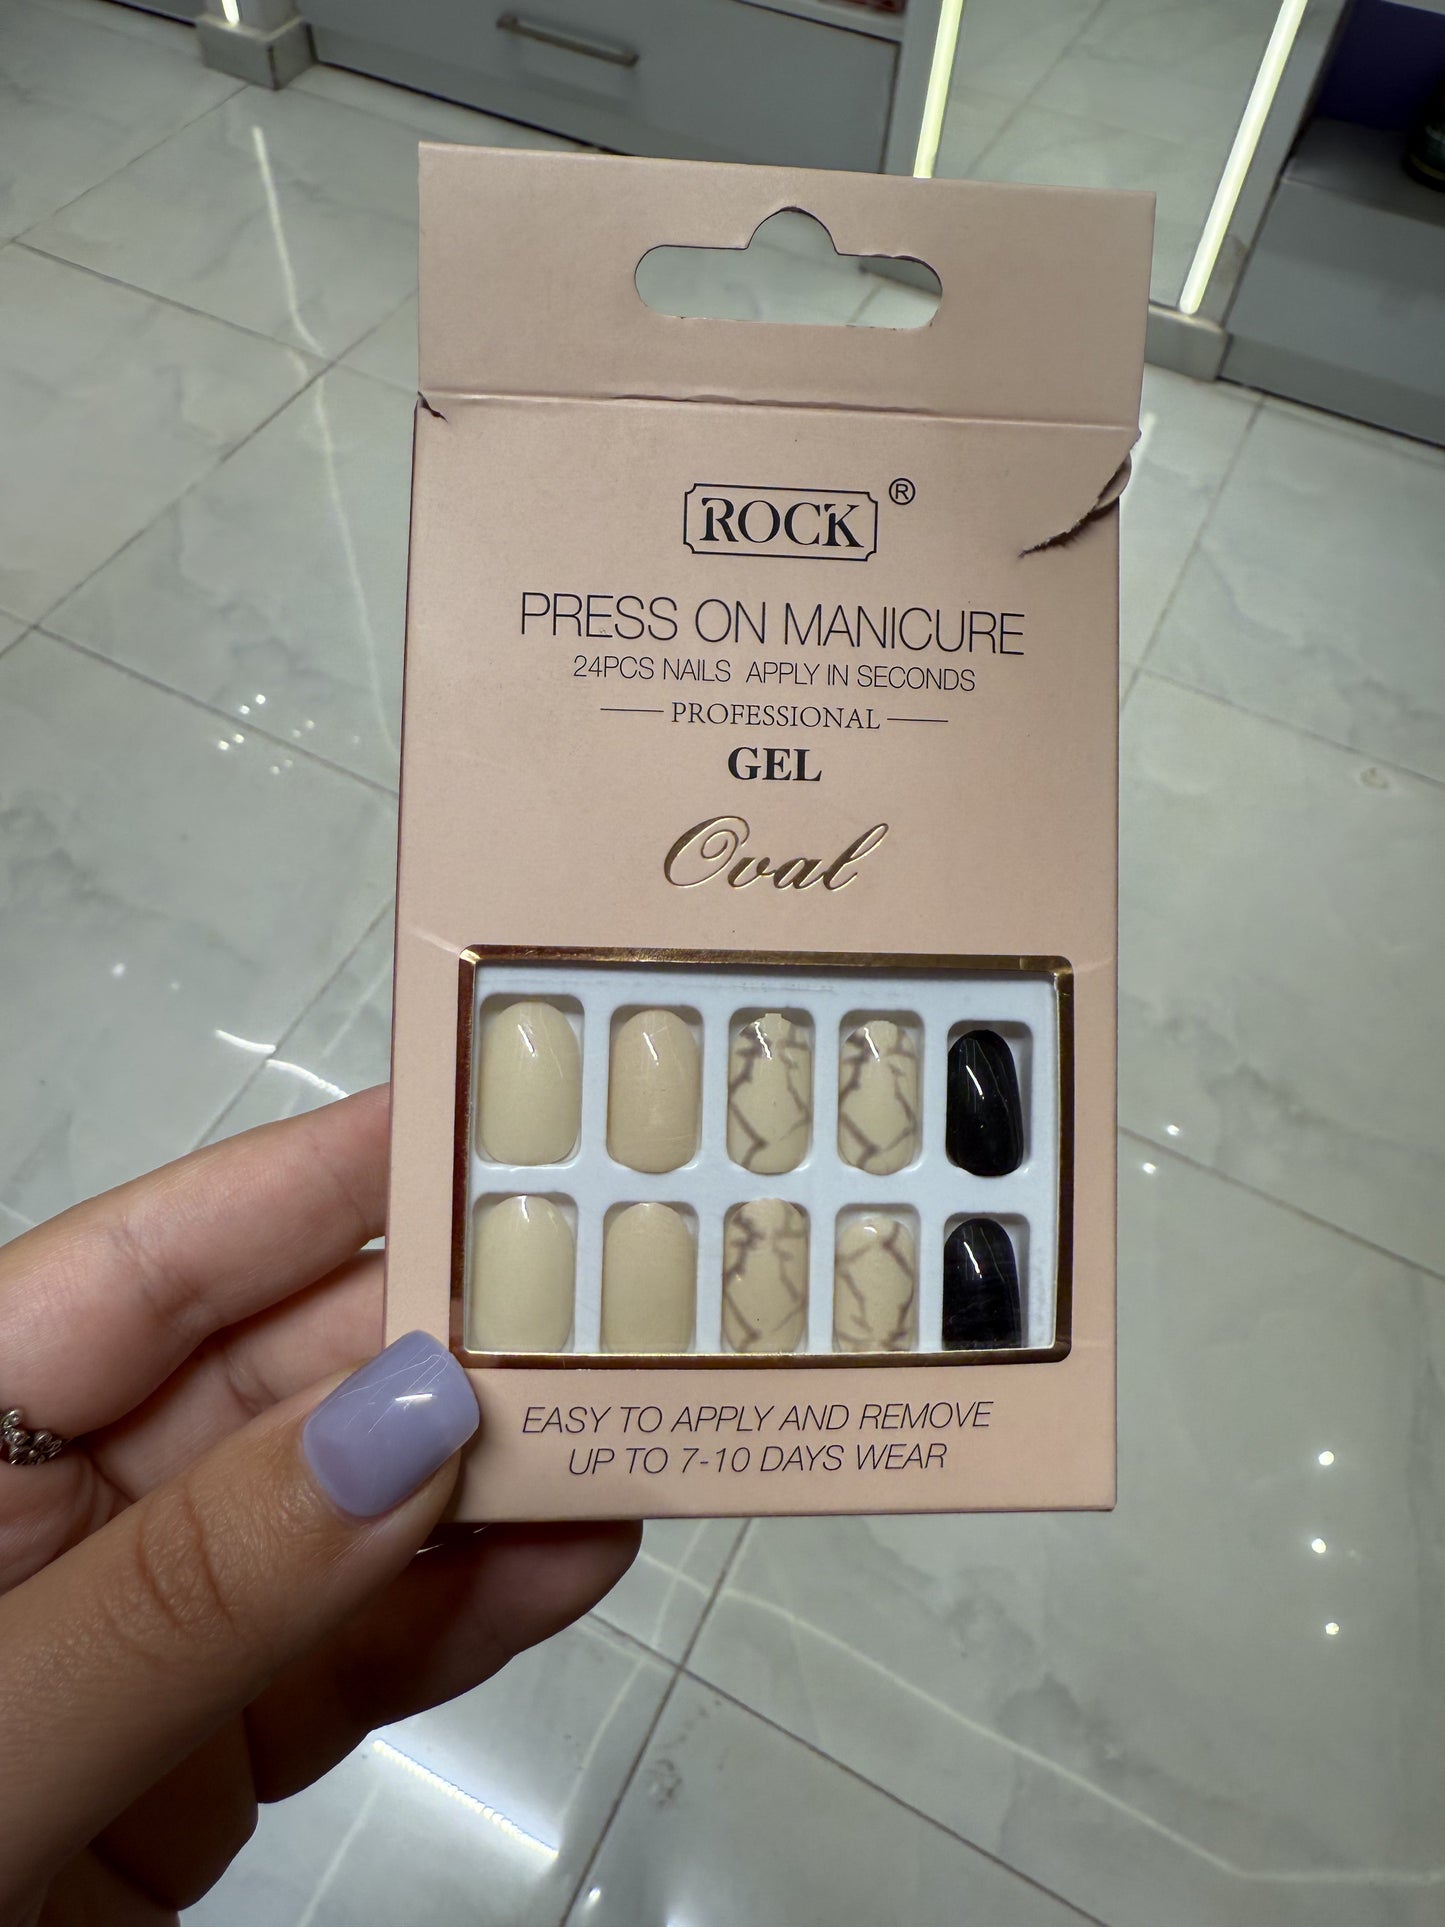 ROCK®
PRESS ON MANICURE
24PCS NAILS APPLY IN SECONDS
PROFESSIONAL
GEL
Oval
EASY TO APPLY AND REMOVE
UP TO 7-10 DAYS WEAR